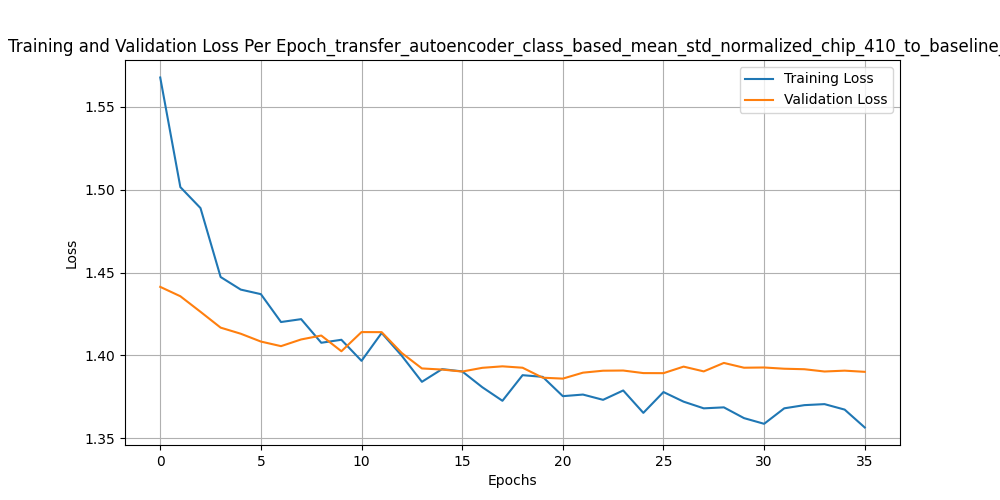 Training and Validation Loss Per Epoch_transfer_autoencoder_class_based_mean_std_normalized_chip_410_to_baseline_
Training Loss
Validation Loss
1.55
1.50
1.45
1.40
1.35
Loss
0 5 10 15 20 25 30 35
Epochs